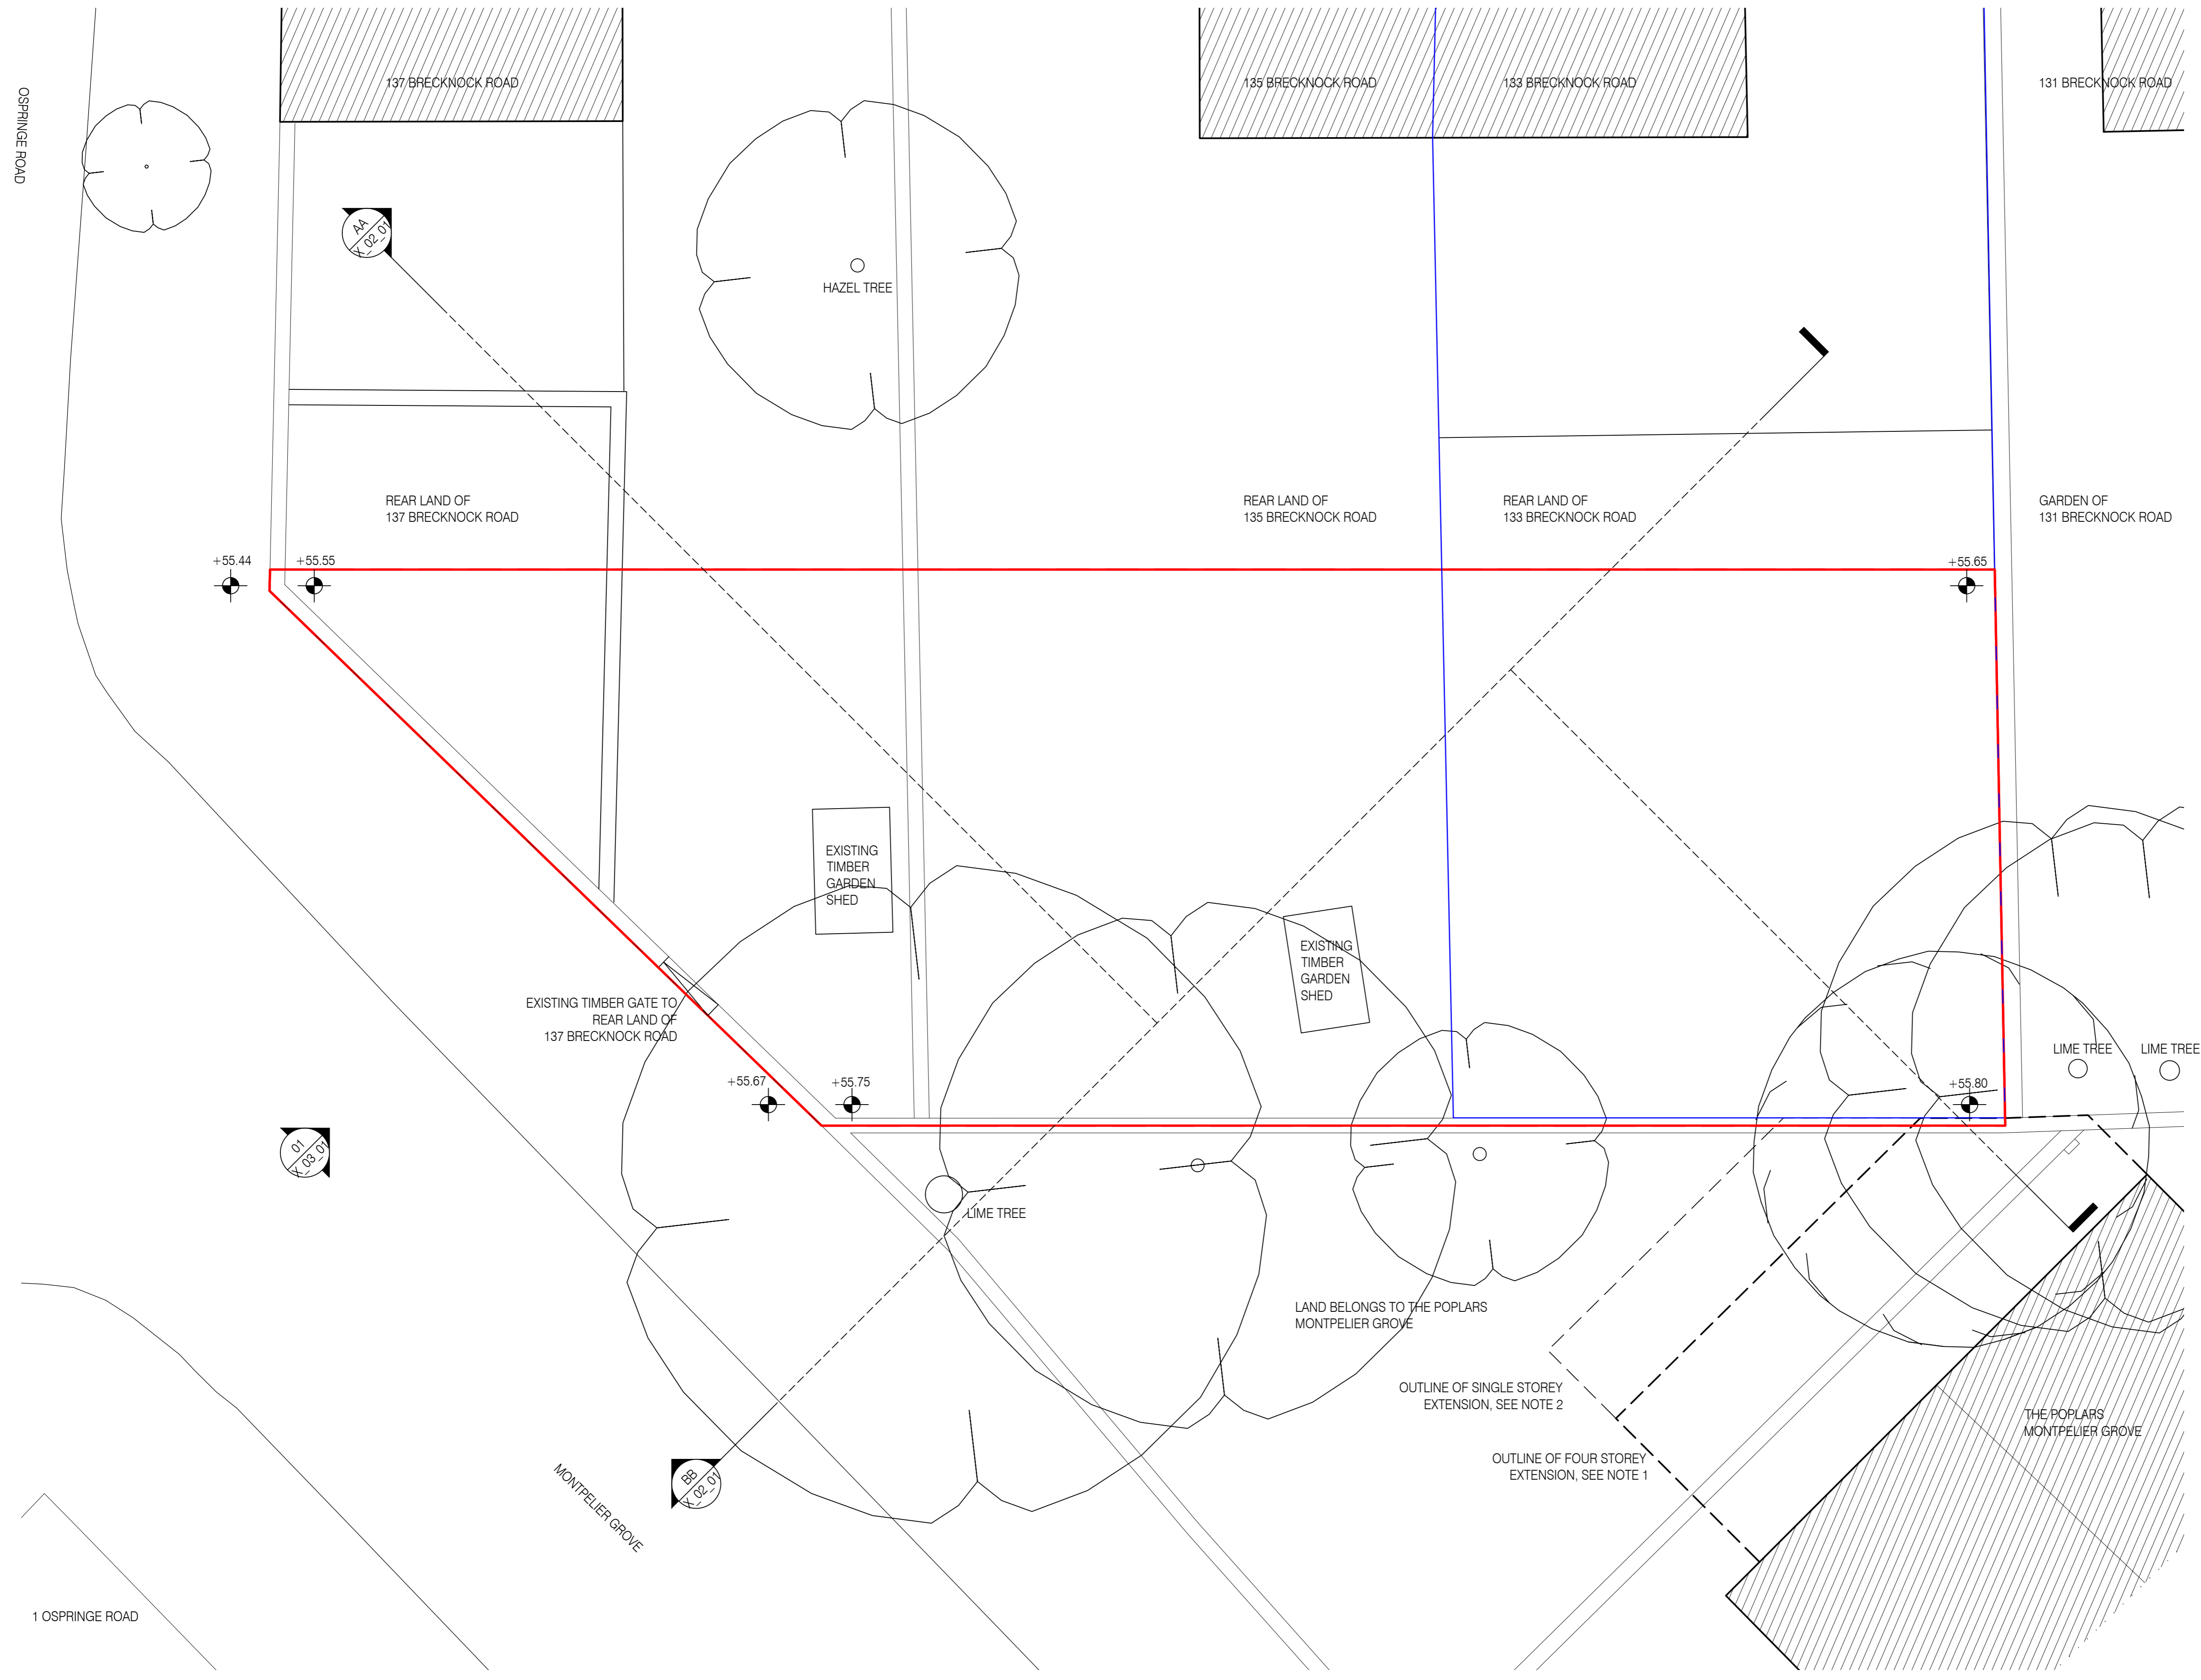 OSPRINGE ROAD
137 BRECKNOCK ROAD
135 BRECKNOCK ROAD
133 BRECKNOCK ROAD
131 BRECKNOCK ROAD
AA
X_02_01
HAZEL TREE
REAR LAND OF
137 BRECKNOCK ROAD
REAR LAND OF
135 BRECKNOCK ROAD
REAR LAND OF
133 BRECKNOCK ROAD
GARDEN OF
131 BRECKNOCK ROAD
+55.44
+55.55
+55.65
EXISTING
TIMBER
GARDEN
SHED
EXISTING
TIMBER
GARDEN
SHED
EXISTING TIMBER GATE TO
REAR LAND OF
137 BRECKNOCK ROAD
LIME TREE
LIME TREE
+55.67
+55.75
+55.80
01
X_03_01
LIME TREE
LAND BELONGS TO THE POPLARS
MONTPELIER GROVE
OUTLINE OF SINGLE STOREY
EXTENSION, SEE NOTE 2
THE POPLARS
MONTPELIER GROVE
OUTLINE OF FOUR STOREY
EXTENSION, SEE NOTE 1
BB
X_02_01
MONTPELIER GROVE
1 OSPRINGE ROAD